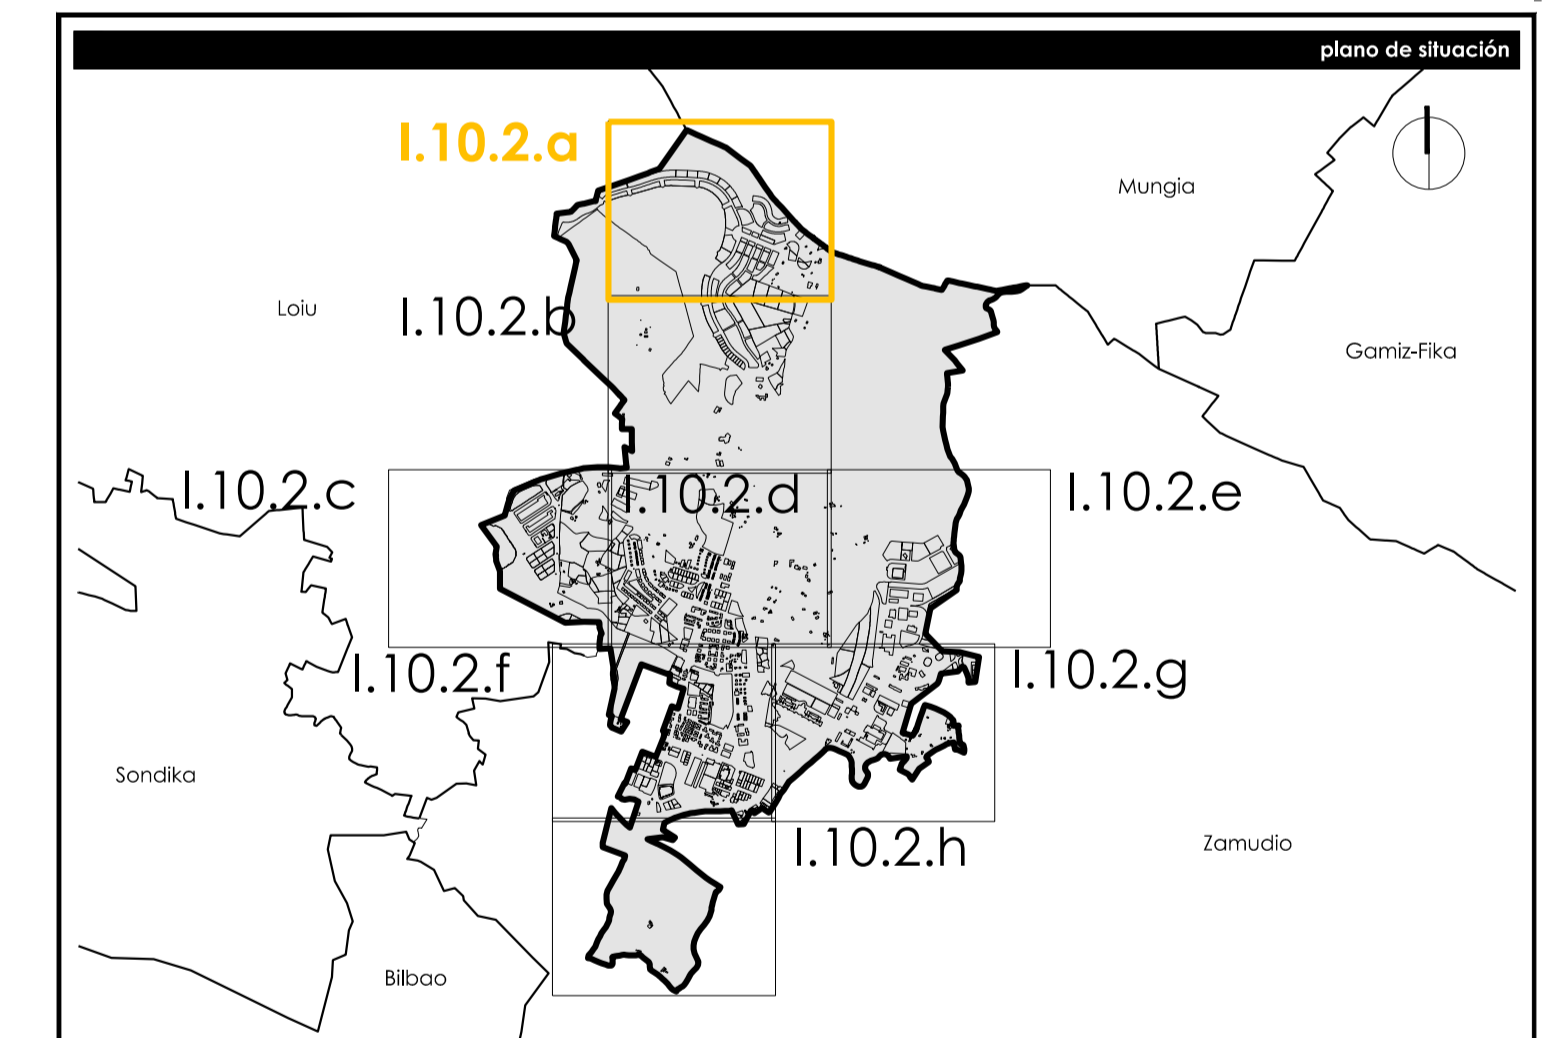 plano de situación
I.10.2.a
Mungia
Loiu
I.10.2.b
Gamiz-Fika
I.10.2.c
I.10.2.d
I.10.2.e
I.10.2.f
I.10.2.g
Sondika
I.10.2.h
Zamudio
Bilbao